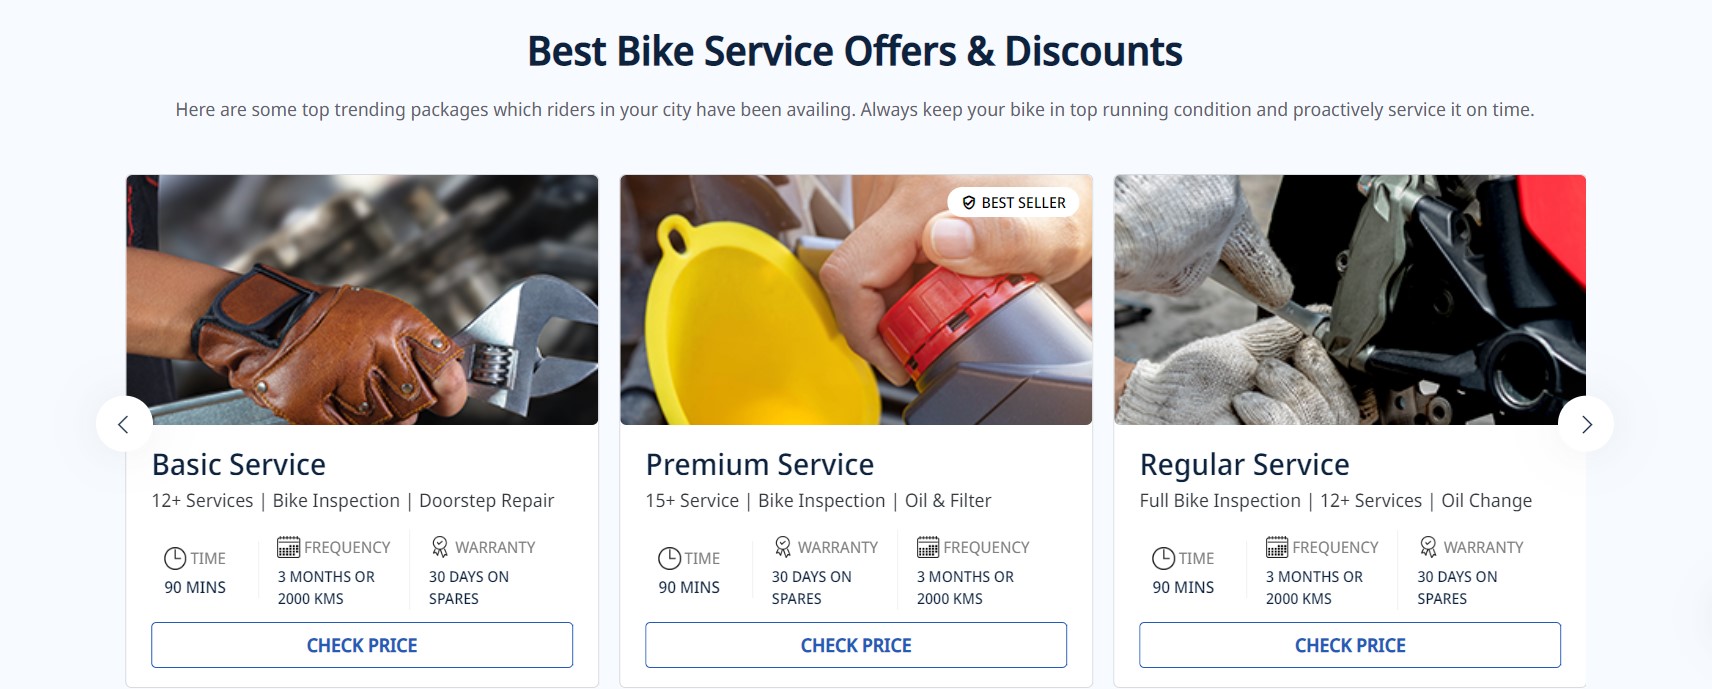 Best Bike Service Offers & Discounts
Here are some top trending packages which riders in your city have been availing. Always keep your bike in top running condition and proactively service it on time.
Basic Service
12+ Services | Bike Inspection | Doorstep Repair
TIME
90 MINS
FREQUENCY
3 MONTHS OR
2000 KMS
WARRANTY
30 DAYS ON
SPARES
CHECK PRICE
BEST SELLER
Premium Service
15+ Service | Bike Inspection | Oil & Filter
TIME
90 MINS
WARRANTY
30 DAYS ON
SPARES
FREQUENCY
3 MONTHS OR
2000 KMS
CHECK PRICE
Regular Service
Full Bike Inspection | 12+ Services | Oil Change
TIME
90 MINS
FREQUENCY
3 MONTHS OR
2000 KMS
WARRANTY
30 DAYS ON
SPARES
CHECK PRICE